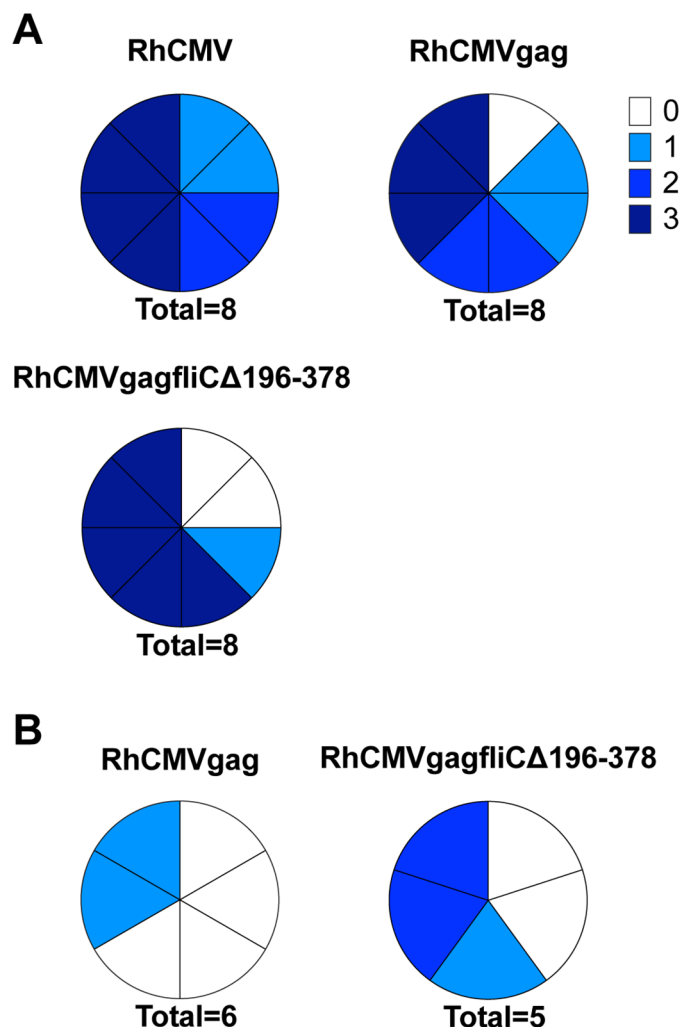 A
RhCMV
RhCMVgag
0
1
2
3
Total=8
Total=8
RhCMVgagfliCΔ196-378
Total=8
B
RhCMVgag
RhCMVgagfliCΔ196-378
Total=6
Total=5